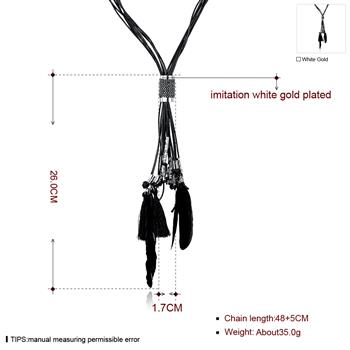 White Gold
imitation white gold plated
26.0CM
1.7CM
Chain length:48+5CM
Weight: About35.0g
TIPS:manual measuring permissible error